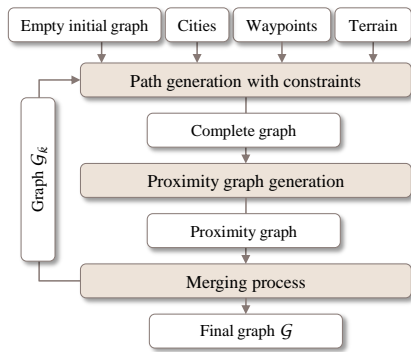 Empty initial graph
Cities
Waypoints
Terrain
Path generation with constraints
Complete graph
Graph 𝒢ₖ
Proximity graph generation
Proximity graph
Merging process
Final graph 𝒢